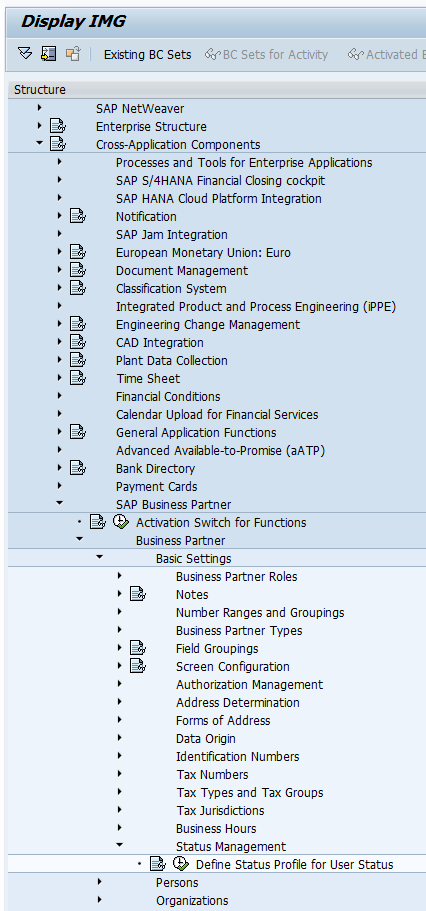 Display IMG
Existing BC Sets BC Sets for Activity Activated B
Structure
SAP NetWeaver
Enterprise Structure
Cross-Application Components
Processes and Tools for Enterprise Applications
SAP S/4HANA Financial Closing cockpit
SAP HANA Cloud Platform Integration
Notification
SAP Jam Integration
European Monetary Union: Euro
Document Management
Classification System
Integrated Product and Process Engineering (iPPE)
Engineering Change Management
CAD Integration
Plant Data Collection
Time Sheet
Financial Conditions
Calendar Upload for Financial Services
General Application Functions
Advanced Available-to-Promise (aATP)
Bank Directory
Payment Cards
SAP Business Partner
Activation Switch for Functions
Business Partner
Basic Settings
Business Partner Roles
Notes
Number Ranges and Groupings
Business Partner Types
Field Groupings
Screen Configuration
Authorization Management
Address Determination
Forms of Address
Data Origin
Identification Numbers
Tax Numbers
Tax Types and Tax Groups
Tax Jurisdictions
Business Hours
Status Management
Define Status Profile for User Status
Persons
Organizations